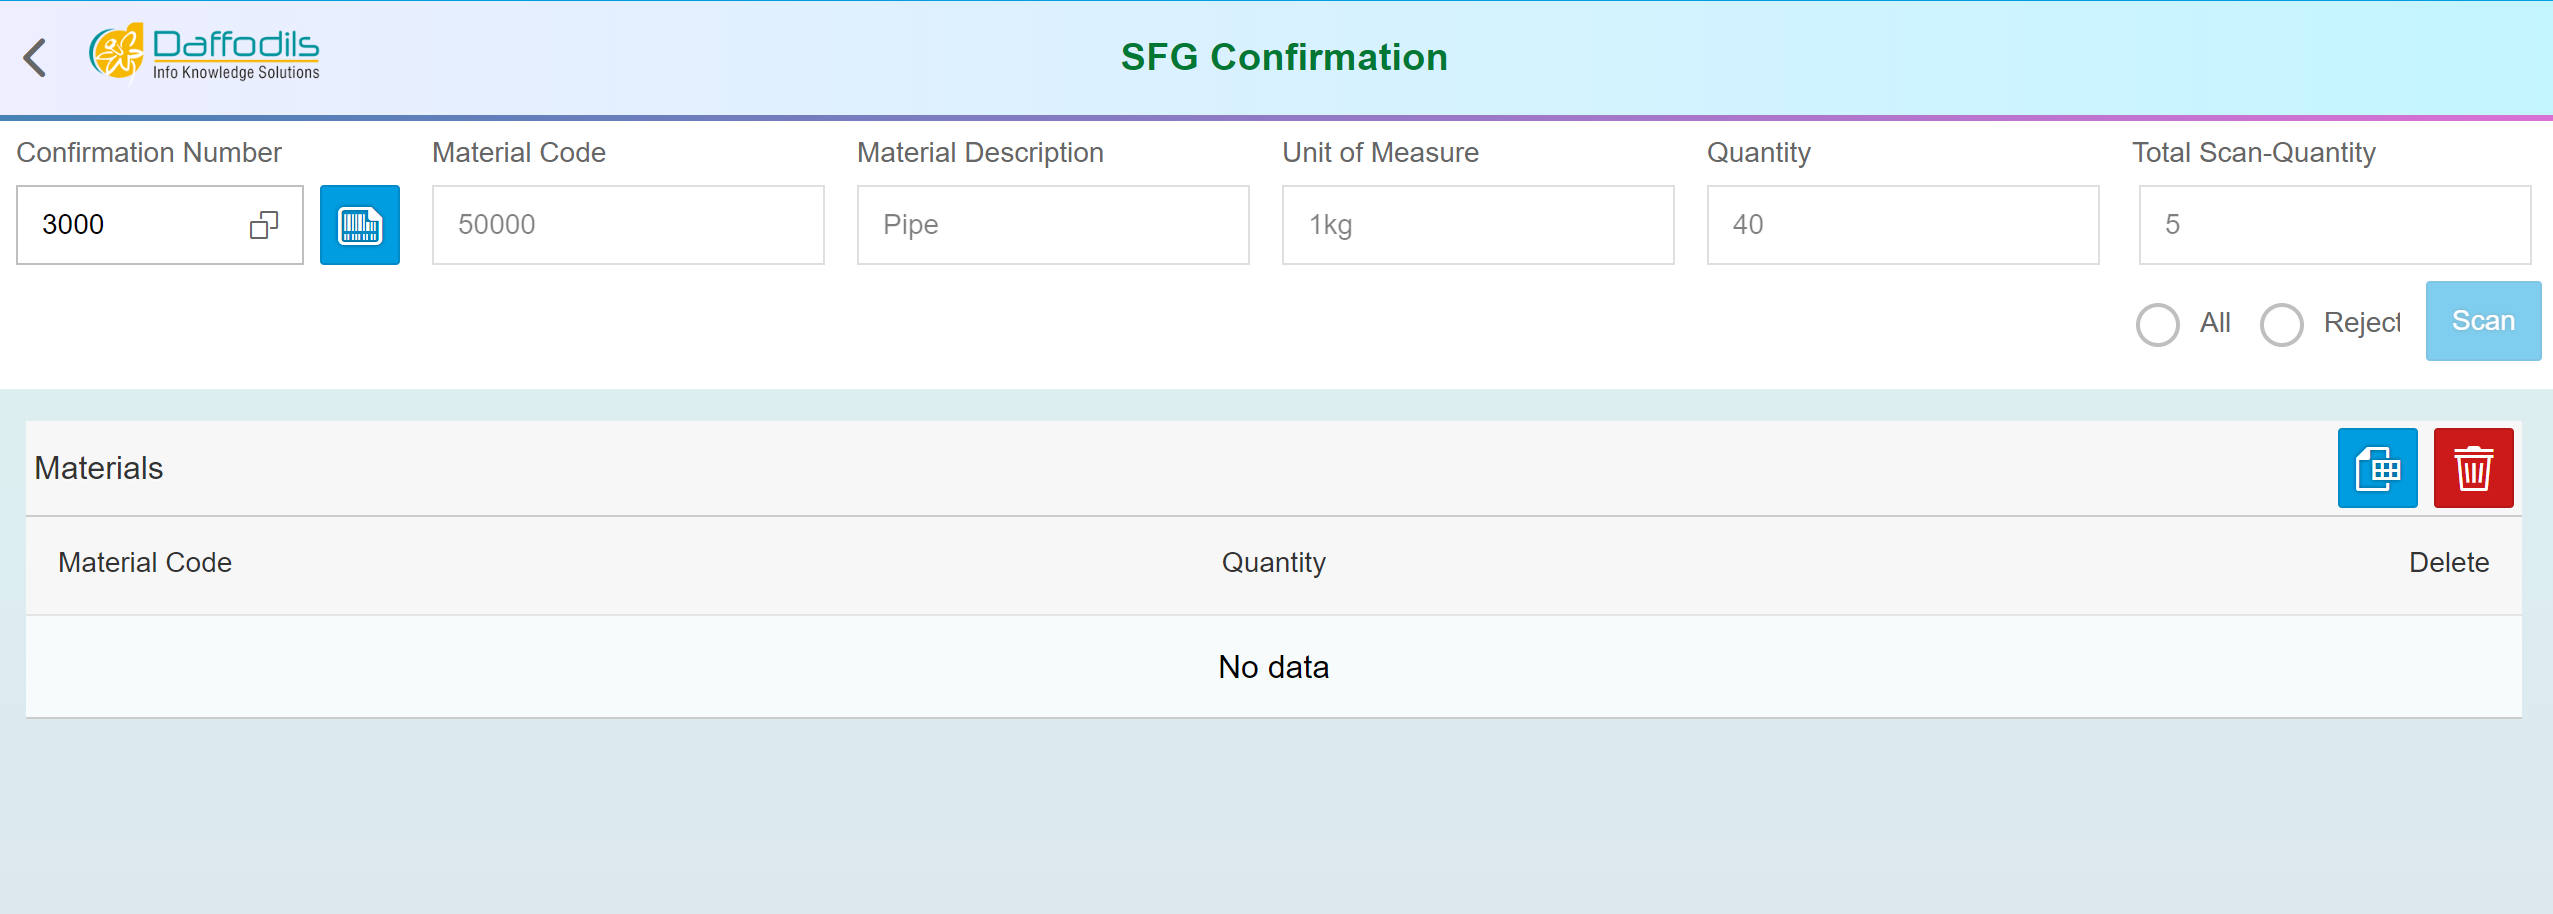 Daffodils
Info Knowledge Solutions
SFG Confirmation
Confirmation Number
Material Code
Material Description
Unit of Measure
Quantity
Total Scan-Quantity
3000
50000
Pipe
1kg
40
5
All
Reject
Scan
Materials
Material Code
Quantity
Delete
No data